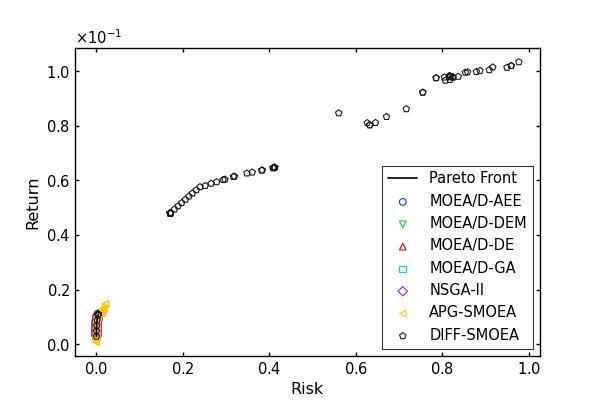 ×10⁻¹
1.0
0.8
0.6
0.4
0.2
0.0
Return
0.0 0.2 0.4 0.6 0.8 1.0
Risk
Pareto Front
MOEA/D-AEE
MOEA/D-DEM
MOEA/D-DE
MOEA/D-GA
NSGA-II
APG-SMOEA
DIFF-SMOEA